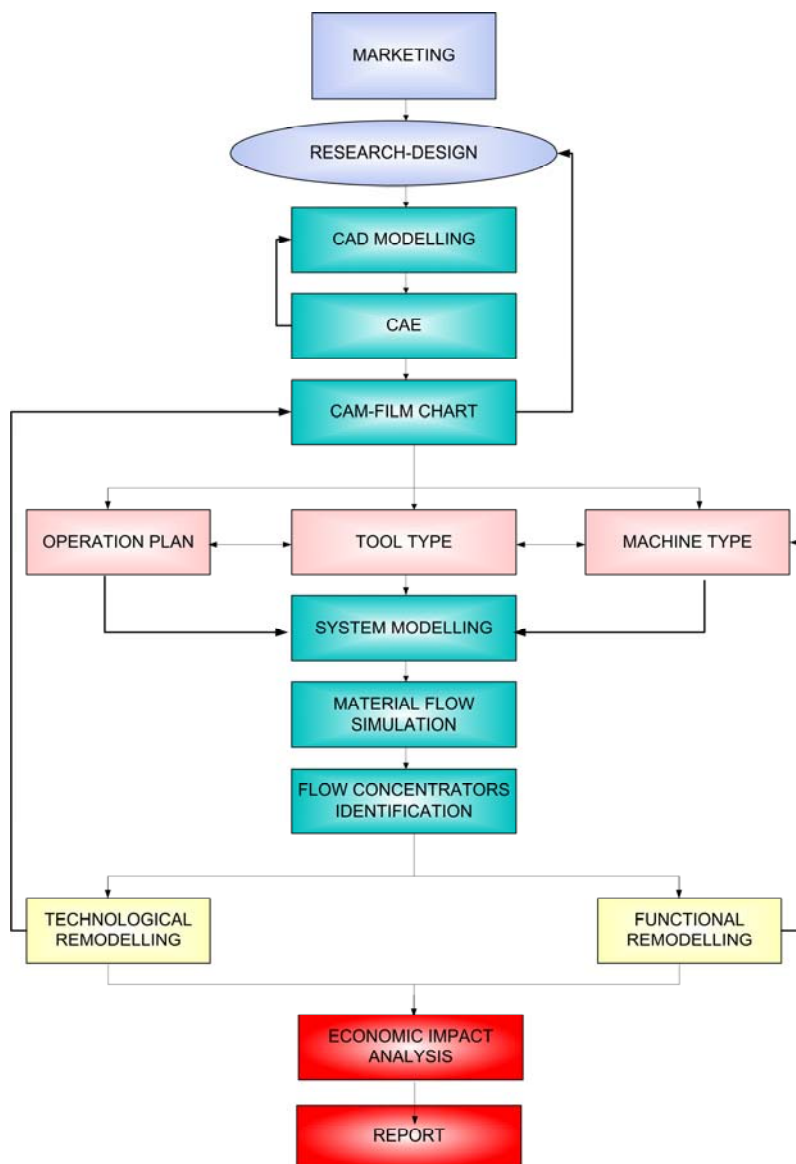 MARKETING
RESEARCH-DESIGN
CAD MODELLING
CAE
CAM-FILM CHART
OPERATION PLAN
TOOL TYPE
MACHINE TYPE
SYSTEM MODELLING
MATERIAL FLOW
SIMULATION
FLOW CONCENTRATORS
IDENTIFICATION
TECHNOLOGICAL
REMODELLING
FUNCTIONAL
REMODELLING
ECONOMIC IMPACT
ANALYSIS
REPORT